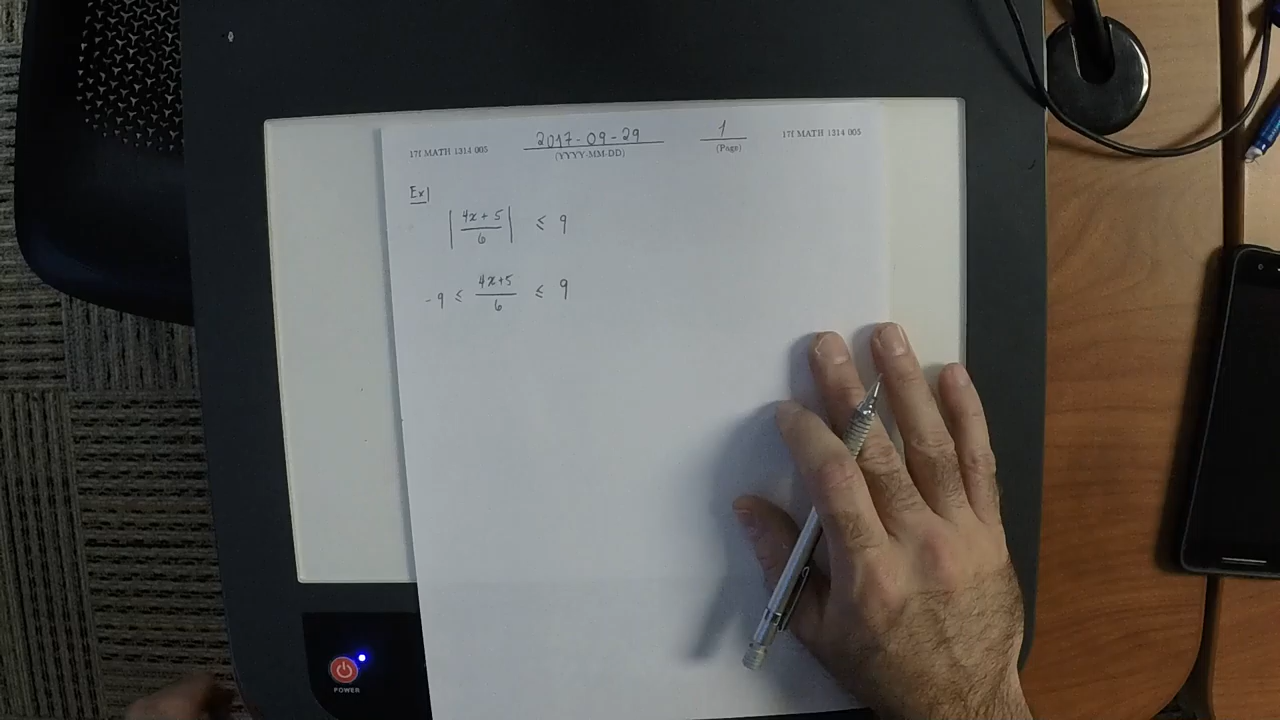 17f MATH 1314 005 2017-09-29 1 17f MATH 1314 005
(YYYY-MM-DD) (Page)
Ex1
|4x + 5 / 6| ≤ 9
-9 ≤ 4x+5 / 6 ≤ 9
POWER